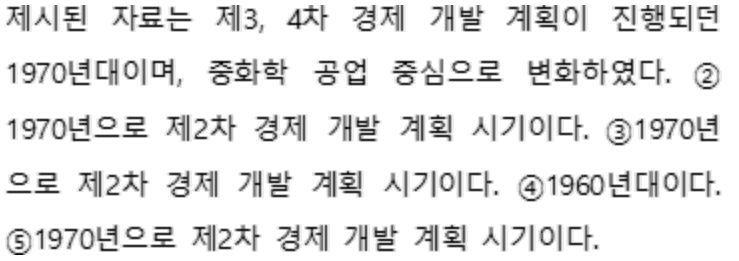 제시된 자료는 제3, 4차 경제 개발 계획이 진행되던
1970년대이며, 중화학 공업 중심으로 변화하였다. ②
1970년으로 제2차 경제 개발 계획 시기이다. ③1970년
으로 제2차 경제 개발 계획 시기이다. ④1960년대이다.
⑤1970년으로 제2차 경제 개발 계획 시기이다.